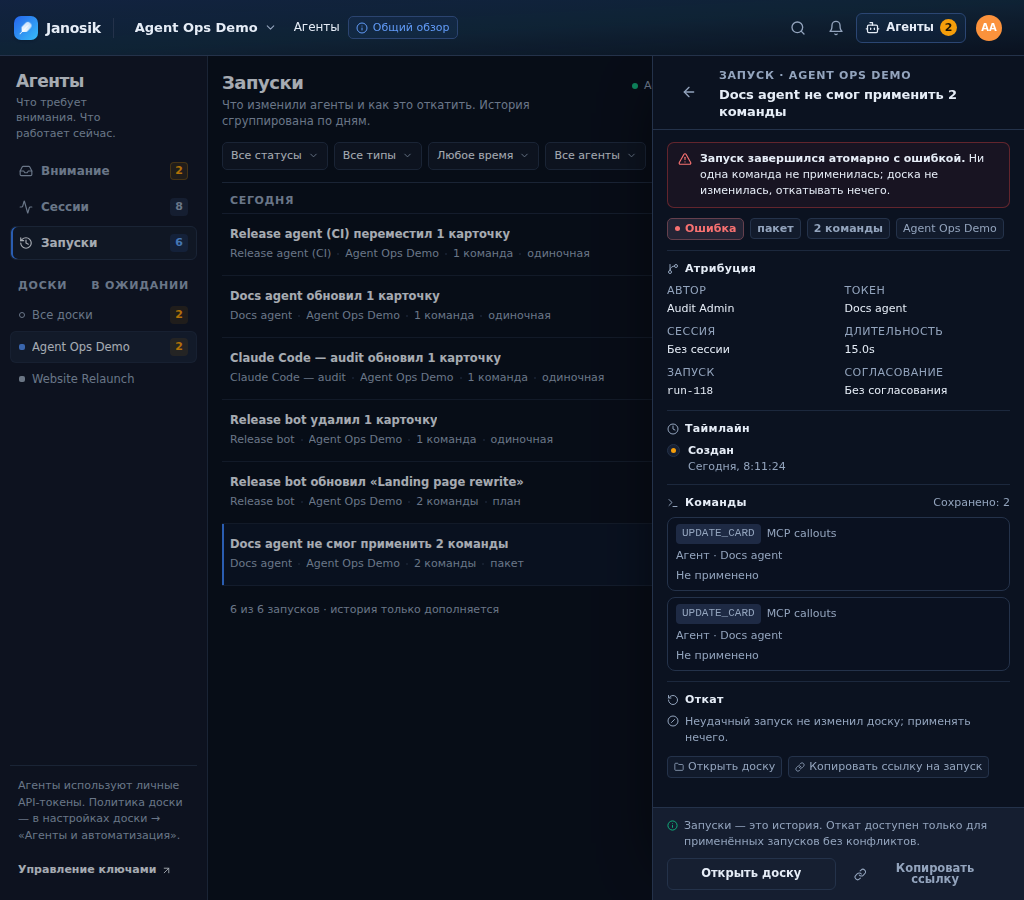 Janosik
Agent Ops Demo
Агенты
Общий обзор
Агенты
2
AA
Агенты
Что требует
внимания. Что
работает сейчас.
Внимание
2
Сессии
8
Запуски
6
ДОСКИ
В ОЖИДАНИИ
Все доски
2
Agent Ops Demo
2
Website Relaunch
Агенты используют личные
API-токены. Политика доски
— в настройках доски →
«Агенты и автоматизация».
Управление ключами
Запуски
Что изменили агенты и как это откатить. История
сгруппирована по дням.
Все статусы
Все типы
Любое время
Все агенты
СЕГОДНЯ
Release agent (CI) переместил 1 карточку
Release agent (CI) · Agent Ops Demo · 1 команда · одиночная
Docs agent обновил 1 карточку
Docs agent · Agent Ops Demo · 1 команда · одиночная
Claude Code — audit обновил 1 карточку
Claude Code — audit · Agent Ops Demo · 1 команда · одиночная
Release bot удалил 1 карточку
Release bot · Agent Ops Demo · 1 команда · одиночная
Release bot обновил «Landing page rewrite»
Release bot · Agent Ops Demo · 2 команды · план
Docs agent не смог применить 2 команды
Docs agent · Agent Ops Demo · 2 команды · пакет
6 из 6 запусков · история только дополняется
ЗАПУСК · AGENT OPS DEMO
Docs agent не смог применить 2
команды
Запуск завершился атомарно с ошибкой. Ни
одна команда не применилась; доска не
изменилась, откатывать нечего.
Ошибка
пакет
2 команды
Agent Ops Demo
Атрибуция
АВТОР
ТОКЕН
Audit Admin
Docs agent
СЕССИЯ
ДЛИТЕЛЬНОСТЬ
Без сессии
15.0s
ЗАПУСК
СОГЛАСОВАНИЕ
run-118
Без согласования
Таймлайн
Создан
Сегодня, 8:11:24
Команды
Сохранено: 2
UPDATE_CARD MCP callouts
Агент · Docs agent
Не применено
UPDATE_CARD MCP callouts
Агент · Docs agent
Не применено
Откат
Неудачный запуск не изменил доску; применять
нечего.
Открыть доску
Копировать ссылку на запуск
Запуски — это история. Откат доступен только для
применённых запусков без конфликтов.
Открыть доску
Копировать
ссылку